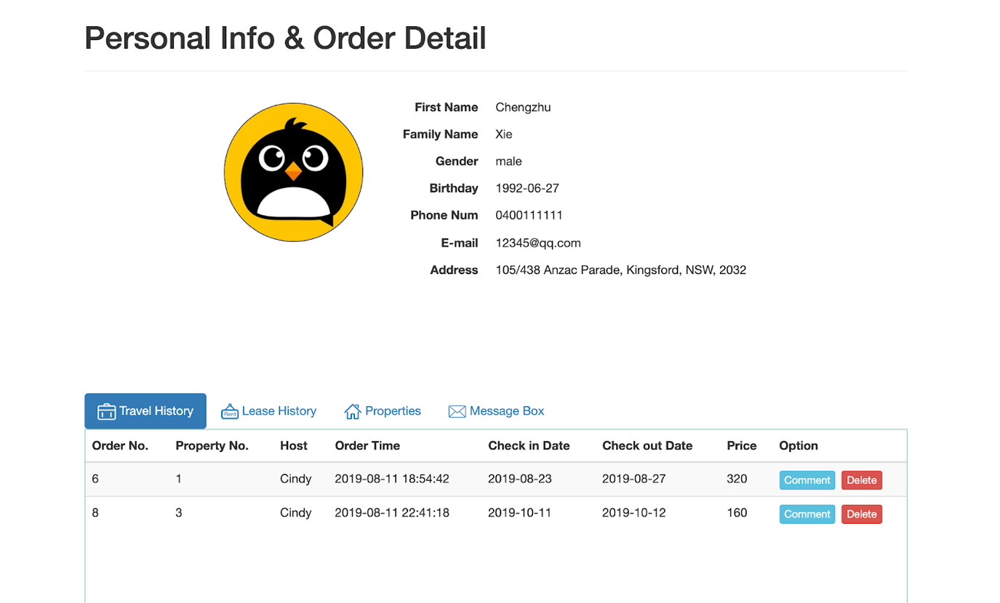 Personal Info & Order Detail
First Name Chengzhu
Family Name Xie
Gender male
Birthday 1992-06-27
Phone Num 0400111111
E-mail 12345@qq.com
Address 105/438 Anzac Parade, Kingsford, NSW, 2032
Travel History Rent Lease History Properties Message Box
Order No. Property No. Host Order Time Check in Date Check out Date Price Option
6 1 Cindy 2019-08-11 18:54:42 2019-08-23 2019-08-27 320 Comment Delete
8 3 Cindy 2019-08-11 22:41:18 2019-10-11 2019-10-12 160 Comment Delete